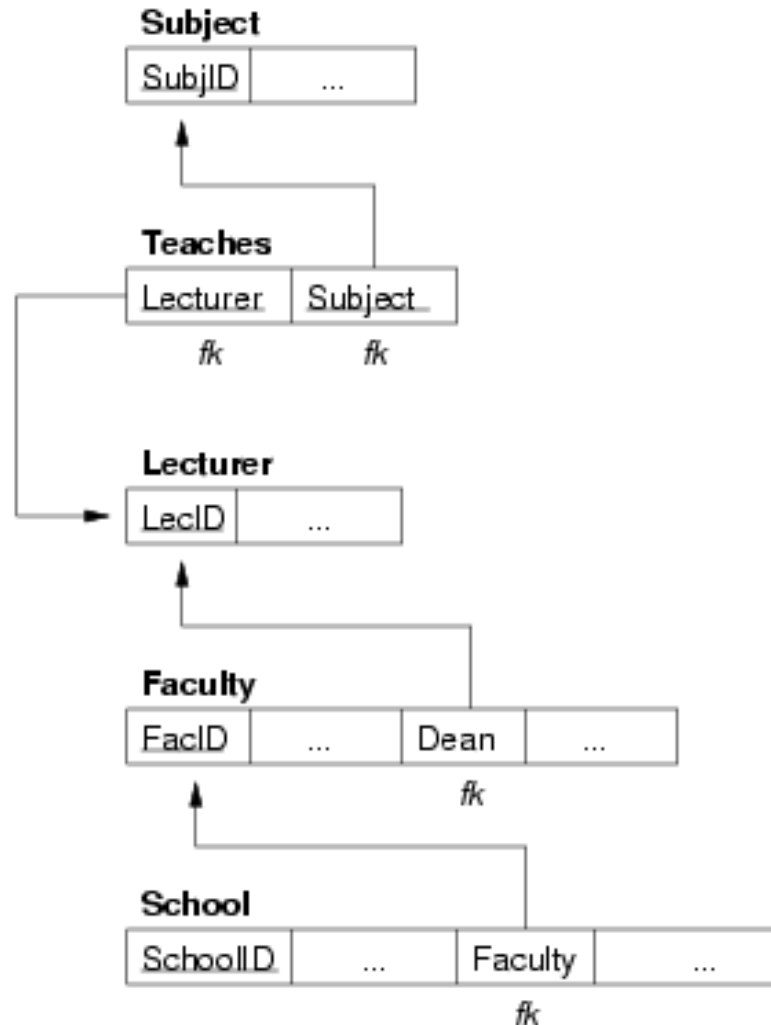 Subject
SubjID ...
Teaches
Lecturer Subject
fk fk
Lecturer
LecID ...
Faculty
FacID ... Dean ...
fk
School
SchoolID ... Faculty ...
fk